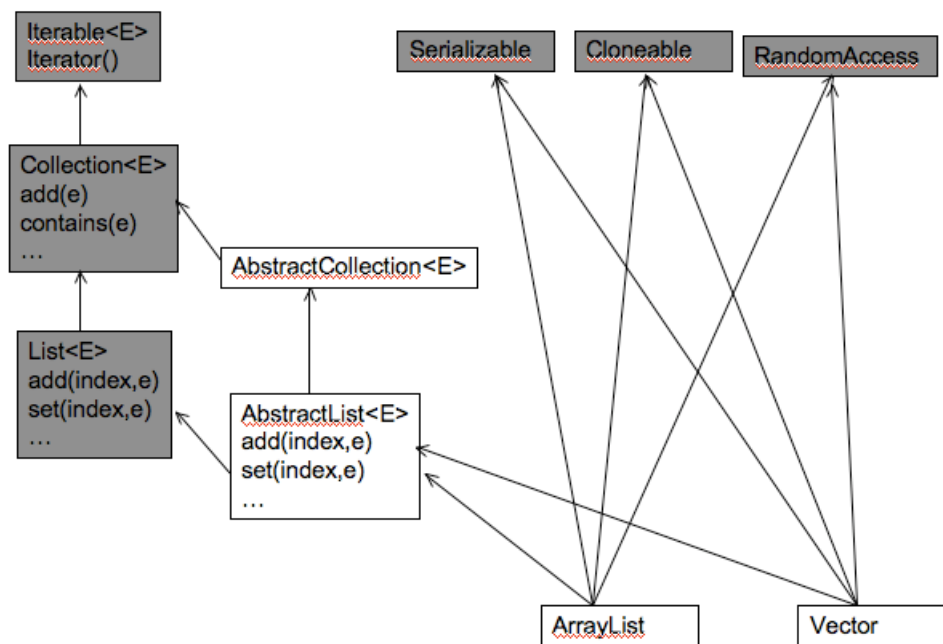 Iterable<E>
Iterator()
Serializable
Cloneable
RandomAccess
Collection<E>
add(e)
contains(e)
…
AbstractCollection<E>
List<E>
add(index,e)
set(index,e)
…
AbstractList<E>
add(index,e)
set(index,e)
…
ArrayList
Vector